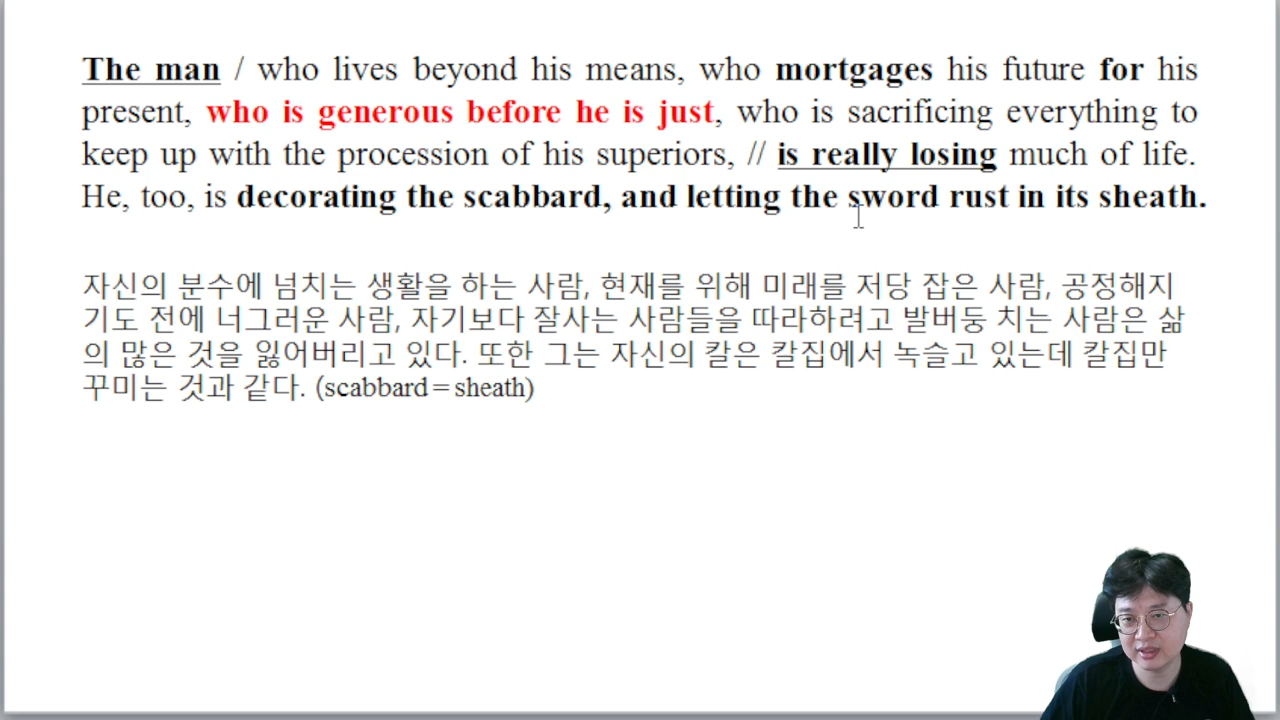 The man / who lives beyond his means, who mortgages his future for his
present, who is generous before he is just, who is sacrificing everything to
keep up with the procession of his superiors, // is really losing much of life.
He, too, is decorating the scabbard, and letting the sword rust in its sheath.
자신의 분수에 넘치는 생활을 하는 사람, 현재를 위해 미래를 저당 잡은 사람, 공정해지
기도 전에 너그러운 사람, 자기보다 잘사는 사람들을 따라하려고 발버둥 치는 사람은 삶
의 많은 것을 잃어버리고 있다. 또한 그는 자신의 칼은 칼집에서 녹슬고 있는데 칼집만
꾸미는 것과 같다. (scabbard=sheath)